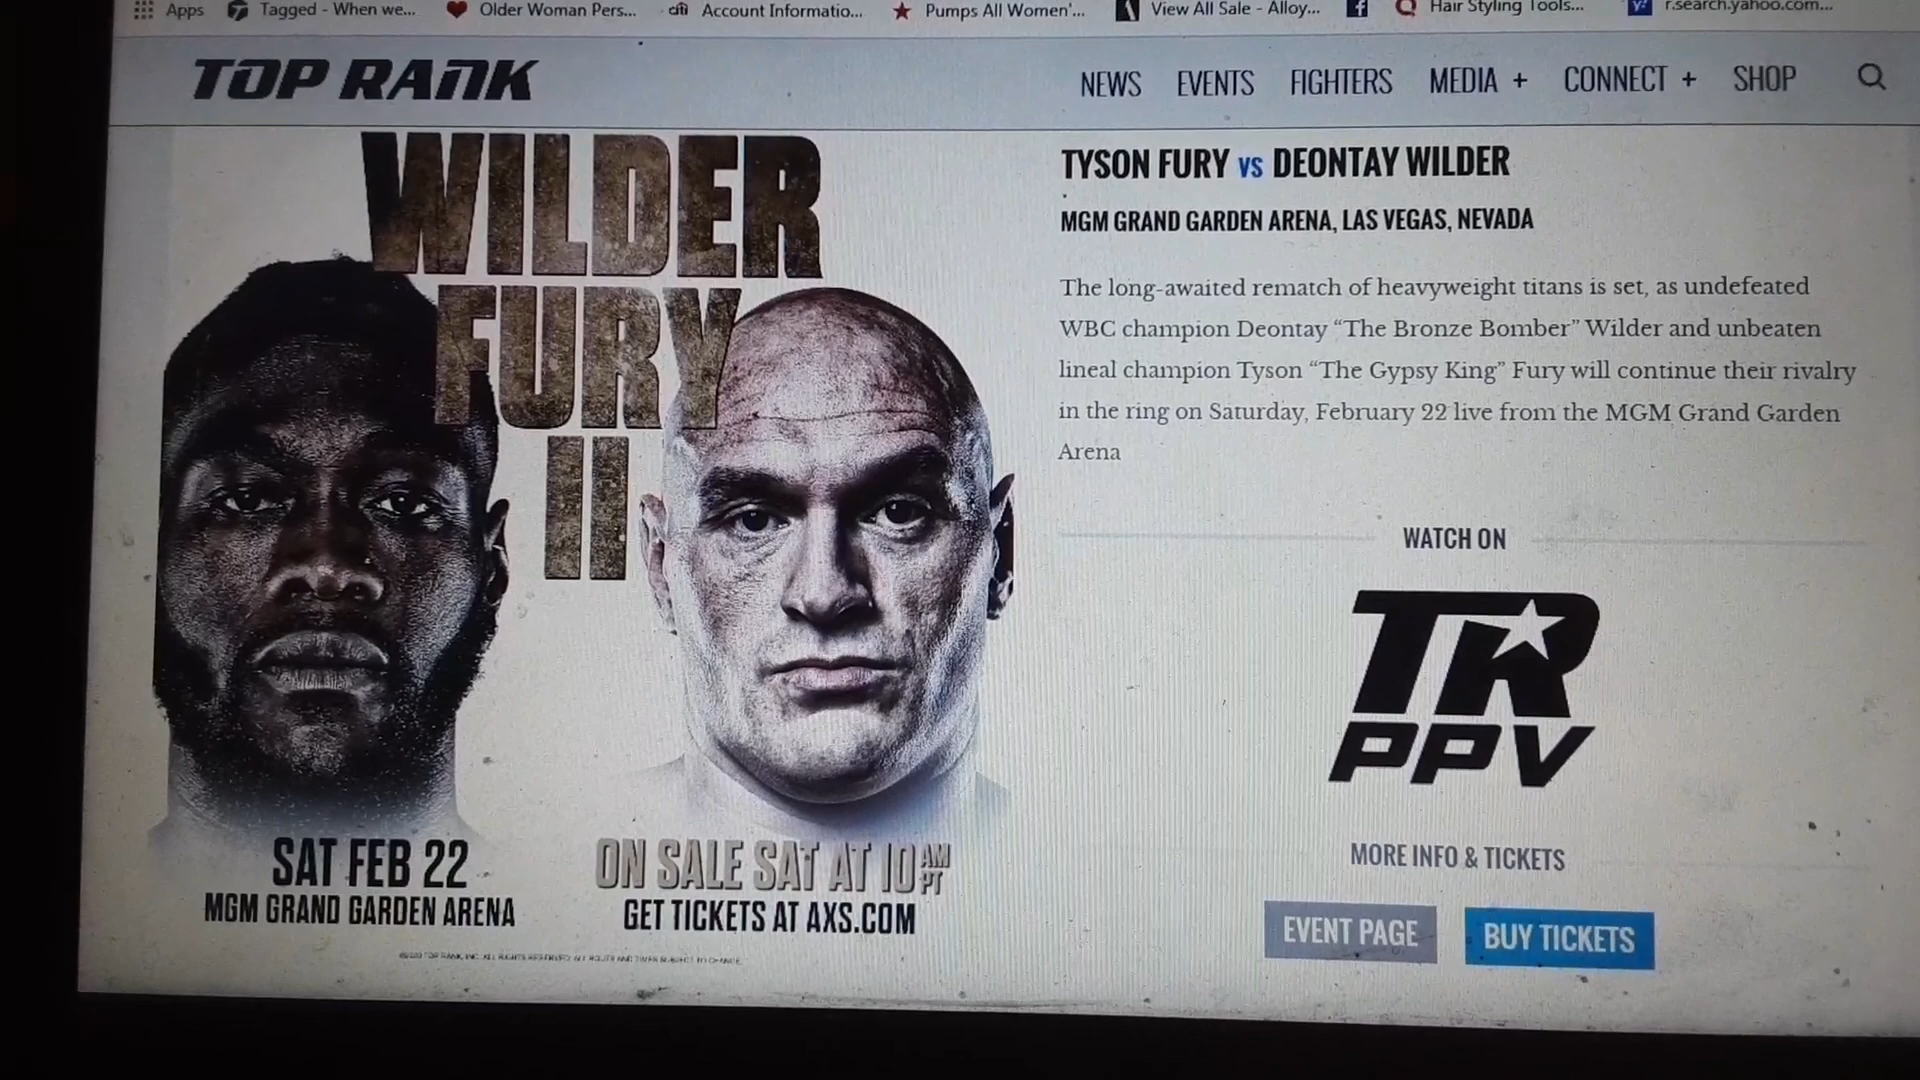 Apps
Tagged - When we...
Older Woman Pers...
citi
Account Informatio...
Pumps All Women'...
View All Sale - Alloy...
Hair Styling Tools...
r.search.yahoo.com...
TOP RANK
NEWS EVENTS FIGHTERS MEDIA + CONNECT + SHOP
WILDER
FURY
II
SAT FEB 22
MGM GRAND GARDEN ARENA
ON SALE SAT AT 10 AM PT
GET TICKETS AT AXS.COM
TYSON FURY VS DEONTAY WILDER
MGM GRAND GARDEN ARENA, LAS VEGAS, NEVADA
The long-awaited rematch of heavyweight titans is set, as undefeated
WBC champion Deontay “The Bronze Bomber” Wilder and unbeaten
lineal champion Tyson “The Gypsy King” Fury will continue their rivalry
in the ring on Saturday, February 22 live from the MGM Grand Garden
Arena
WATCH ON
TR
PPV
MORE INFO & TICKETS
EVENT PAGE
BUY TICKETS